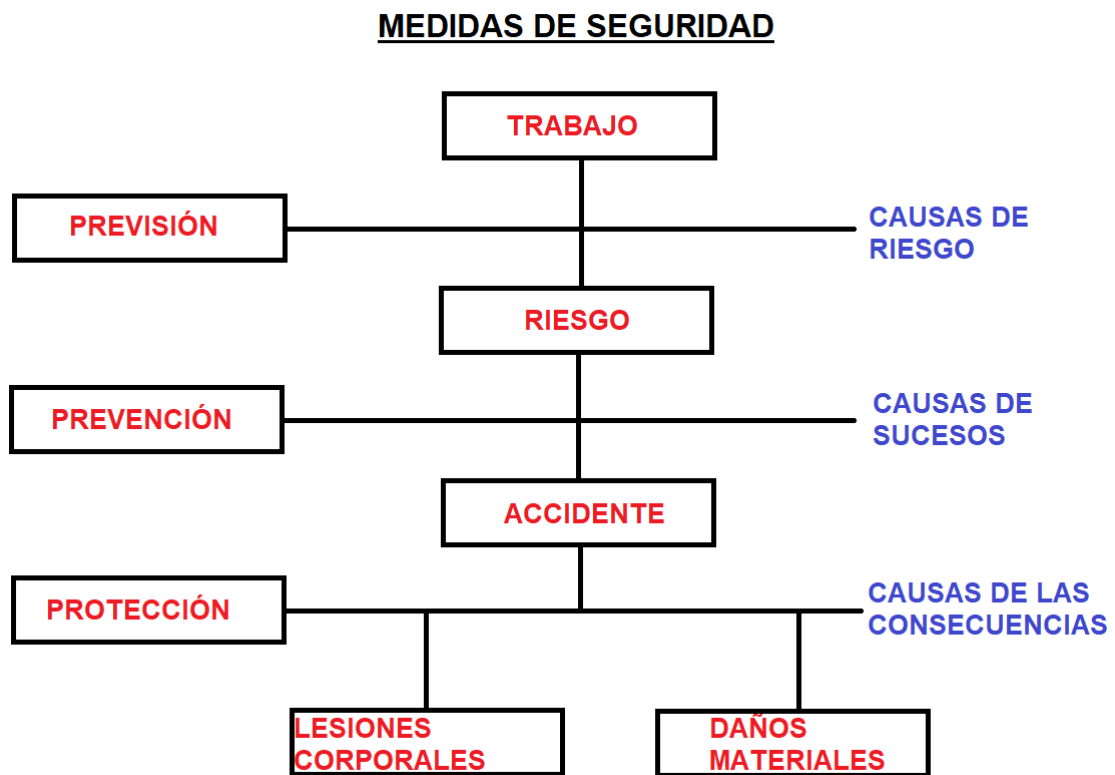 MEDIDAS DE SEGURIDAD
TRABAJO
PREVISIÓN
CAUSAS DE
RIESGO
RIESGO
PREVENCIÓN
CAUSAS DE
SUCESOS
ACCIDENTE
PROTECCIÓN
CAUSAS DE LAS
CONSECUENCIAS
LESIONES
CORPORALES
DAÑOS
MATERIALES